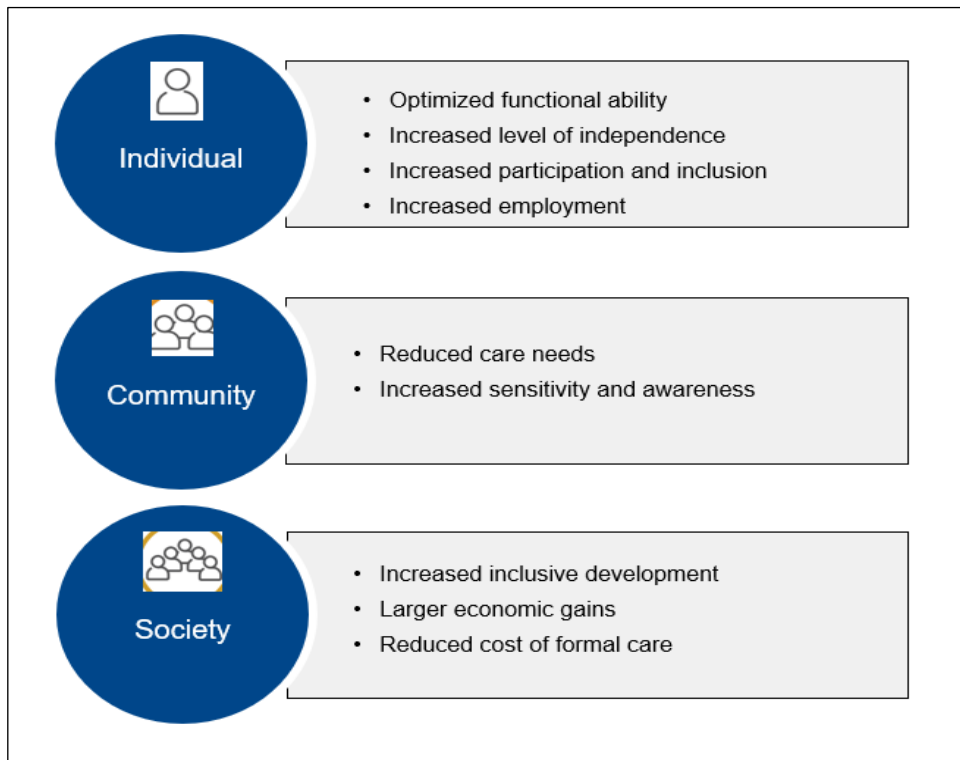 Individual
• Optimized functional ability
• Increased level of independence
• Increased participation and inclusion
• Increased employment
Community
• Reduced care needs
• Increased sensitivity and awareness
Society
• Increased inclusive development
• Larger economic gains
• Reduced cost of formal care